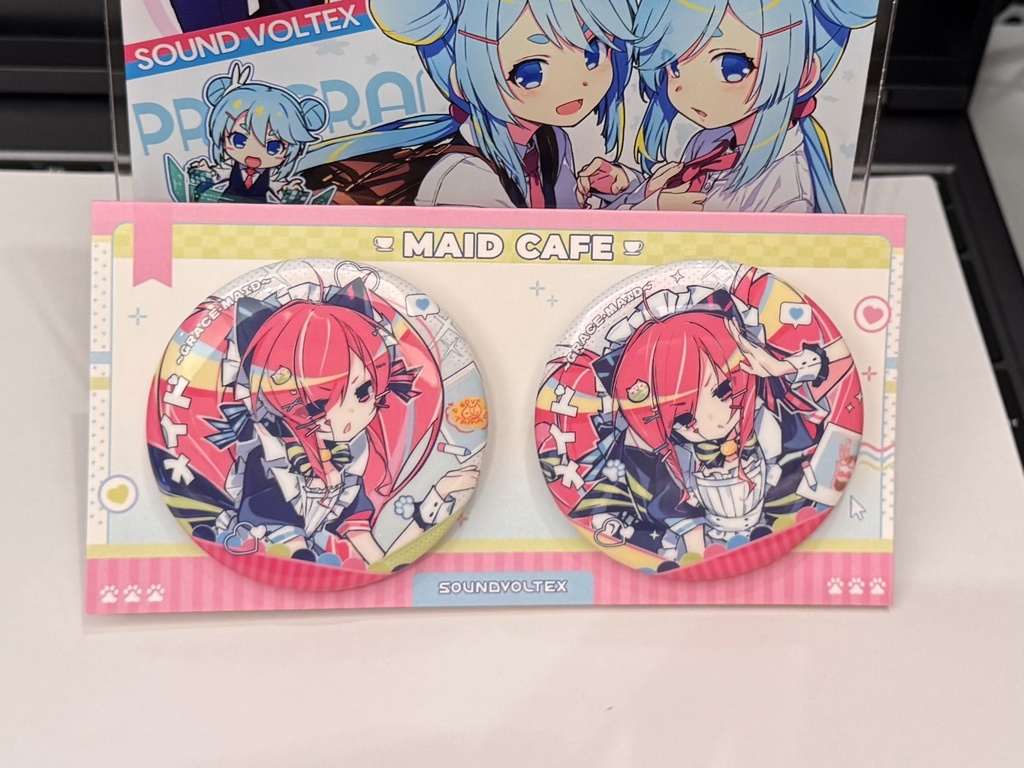 SOUND VOLTEX
MAID CAFE
~GRACE-MAID~
メイド
~GRACE-MAID~
メイド
SOUNDVOLTEX